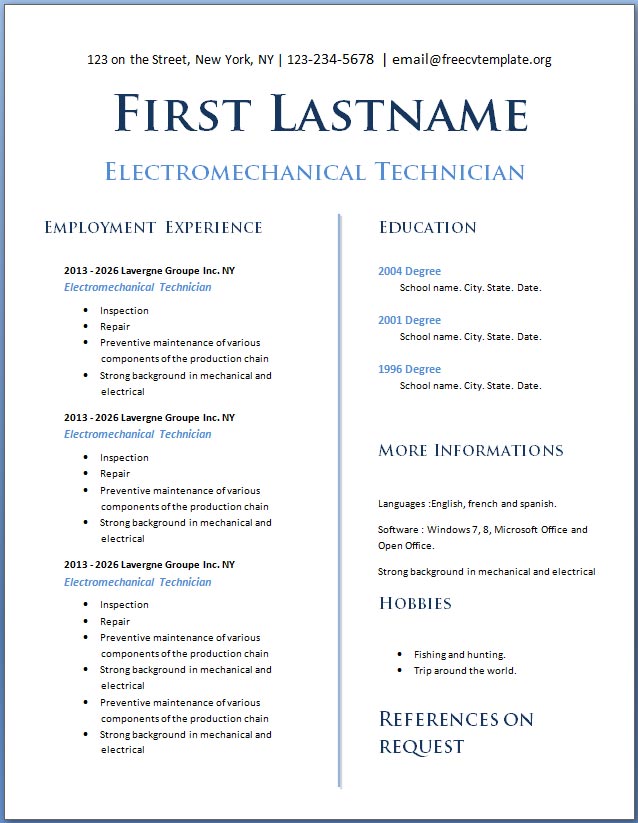 123 on the Street, New York, NY | 123-234-5678 | email@freecvtemplate.org
First Lastname
Electromechanical Technician
Employment Experience
2013 - 2026 Lavergne Groupe Inc. NY
Electromechanical Technician
• Inspection
• Repair
• Preventive maintenance of various
components of the production chain
• Strong background in mechanical and
electrical
2013 - 2026 Lavergne Groupe Inc. NY
Electromechanical Technician
• Inspection
• Repair
• Preventive maintenance of various
components of the production chain
• Strong background in mechanical and
electrical
2013 - 2026 Lavergne Groupe Inc. NY
Electromechanical Technician
• Inspection
• Repair
• Preventive maintenance of various
components of the production chain
• Strong background in mechanical and
electrical
• Preventive maintenance of various
components of the production chain
• Strong background in mechanical and
electrical
Education
2004 Degree
School name. City. State. Date.
2001 Degree
School name. City. State. Date.
1996 Degree
School name. City. State. Date.
More Informations
Languages :English, french and spanish.
Software : Windows 7, 8, Microsoft Office and
Open Office.
Strong background in mechanical and electrical
Hobbies
• Fishing and hunting.
• Trip around the world.
References on
request